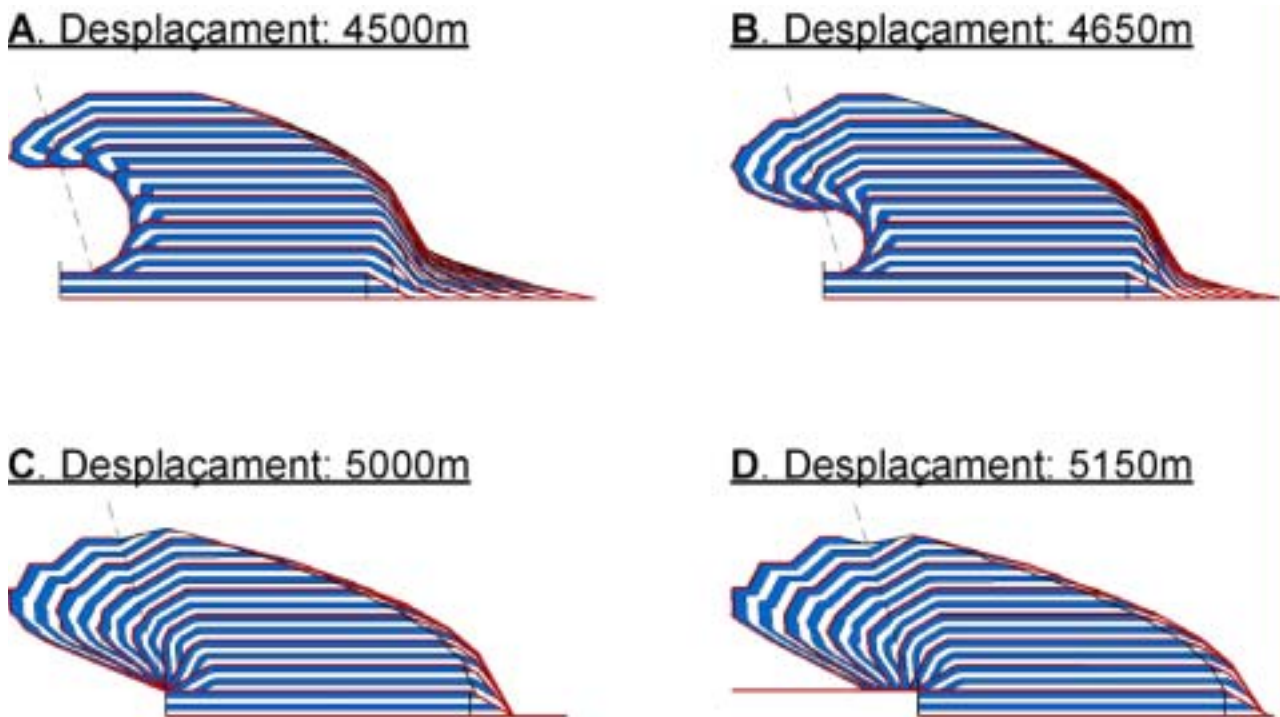 A. Desplaçament: 4500m
B. Desplaçament: 4650m
C. Desplaçament: 5000m
D. Desplaçament: 5150m